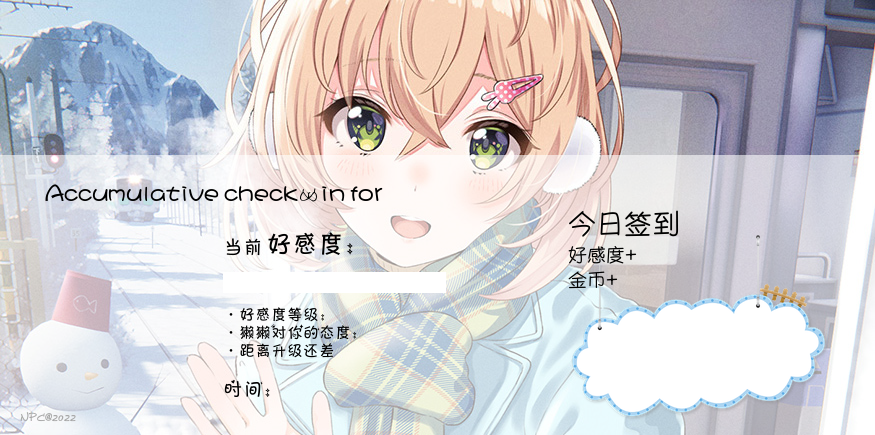 Accumulative check in for
当前 好感度:
· 好感度等级:
· 獭獭对你的态度:
· 距离升级还差
时间:
今日签到
好感度+
金币+
NPC@2022